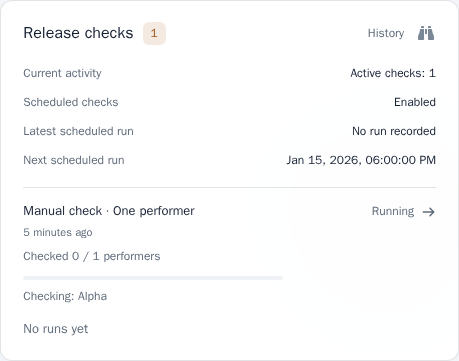 Release checks 1 History
Current activity Active checks: 1
Scheduled checks Enabled
Latest scheduled run No run recorded
Next scheduled run Jan 15, 2026, 06:00:00 PM
Manual check · One performer Running →
5 minutes ago
Checked 0 / 1 performers
Checking: Alpha
No runs yet